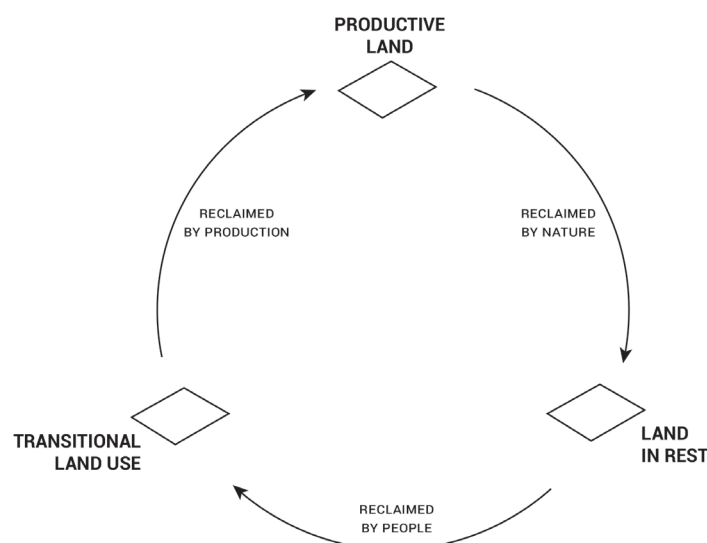 PRODUCTIVE
LAND
RECLAIMED
BY PRODUCTION
RECLAIMED
BY NATURE
TRANSITIONAL
LAND USE
LAND
IN REST
RECLAIMED
BY PEOPLE